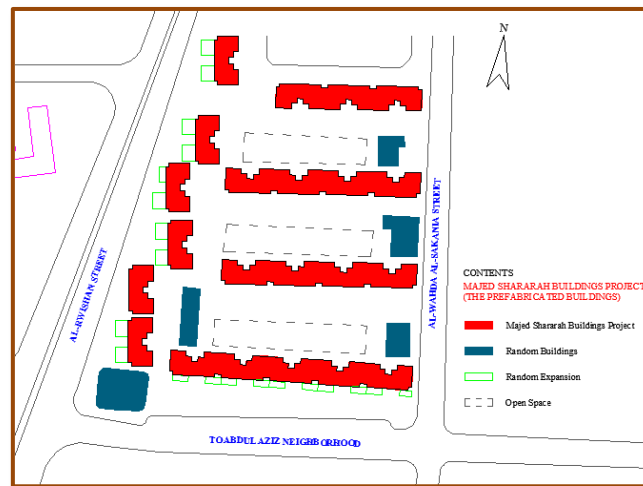 N
AL-RWISHAN STREET
AL-WAHDA AL-SAKANIA STREET
CONTENTS
MAJED SHARARAH BUILDINGS PROJECT
(THE PREFABRICATED BUILDINGS)
Majed Shararah Buildings Project
Random Buildings
Random Expansion
Open Space
TOABDUL AZIZ NEIGHBORHOOD